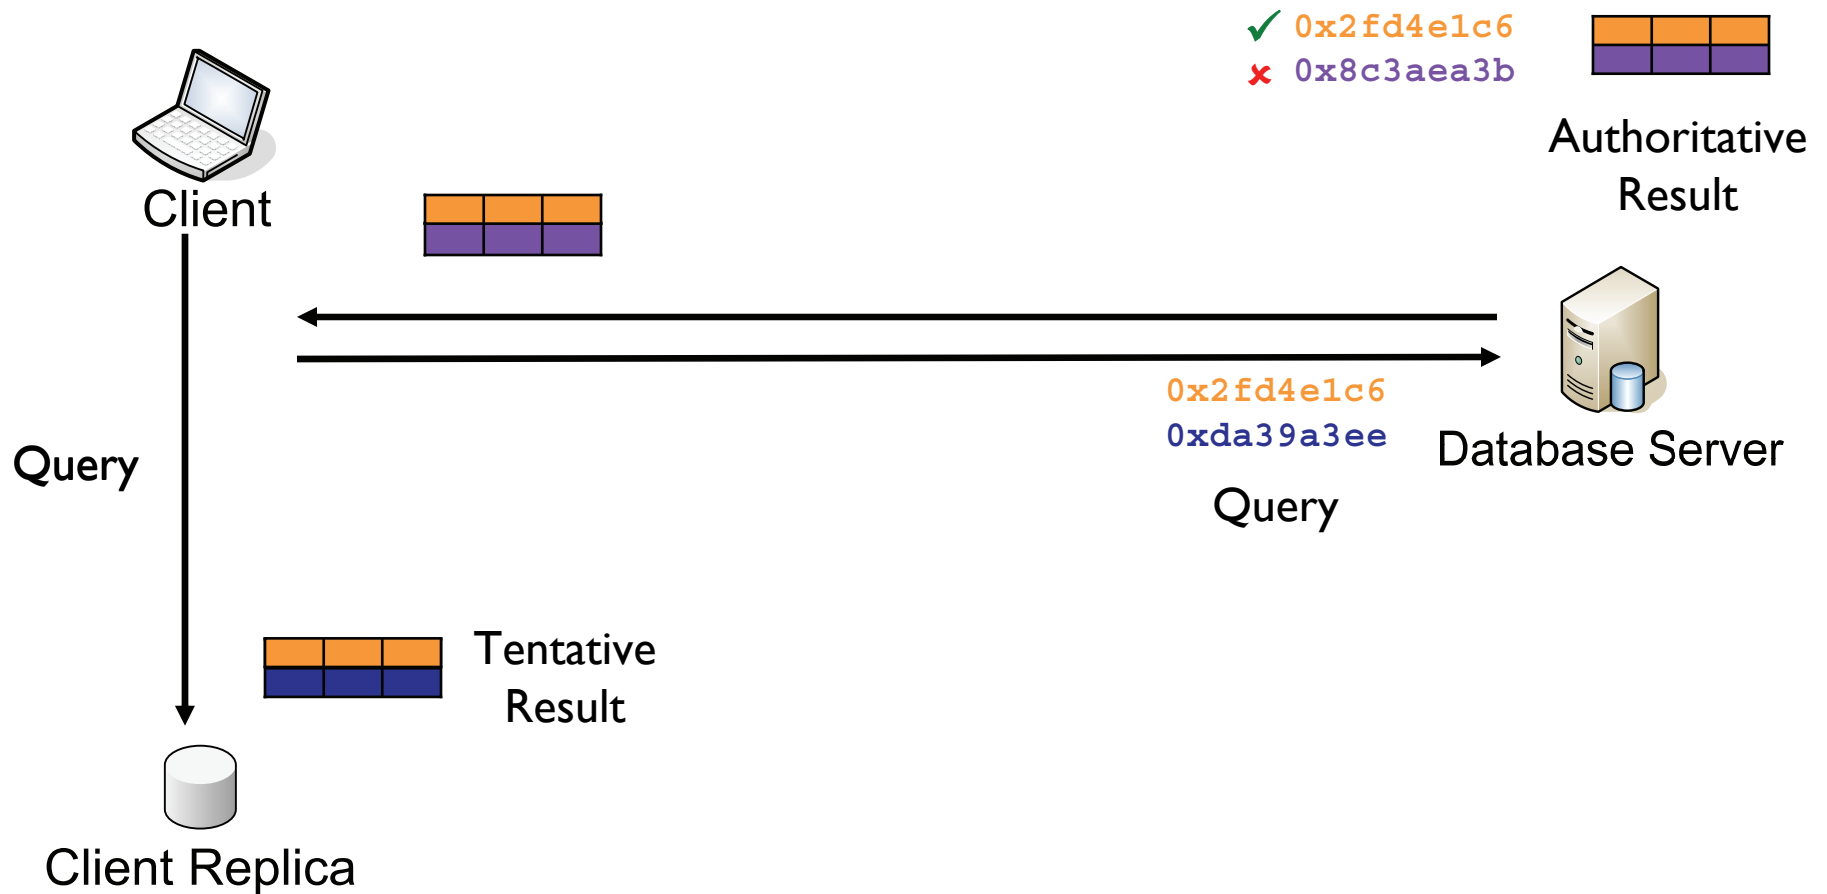 ✓ 0x2fd4e1c6
✘ 0x8c3aea3b
Authoritative
Result
Client
0x2fd4e1c6
0xda39a3ee
Query
Database Server
Query
Tentative
Result
Client Replica